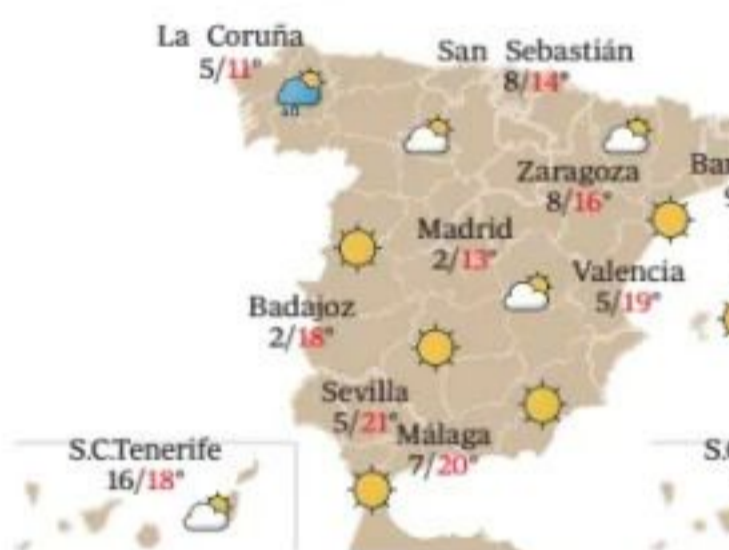 La Coruña
5/11°
San Sebastián
8/14°
Zaragoza
8/16°
Madrid
2/13°
Valencia
5/19°
Badajoz
2/18°
Sevilla
5/21°
Málaga
7/20°
S.C.Tenerife
16/18°